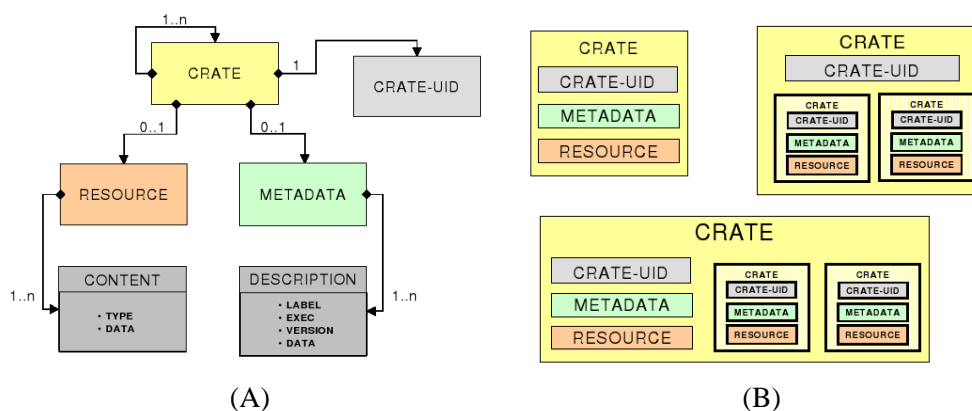 1..n
CRATE
1
CRATE-UID
0..1
0..1
RESOURCE
METADATA
CONTENT
• TYPE
• DATA
1..n
DESCRIPTION
• LABEL
• EXEC
• VERSION
• DATA
1..n
(A)
CRATE
CRATE-UID
METADATA
RESOURCE
CRATE
CRATE-UID
CRATE
CRATE-UID
METADATA
RESOURCE
CRATE
CRATE-UID
METADATA
RESOURCE
CRATE
CRATE-UID
METADATA
RESOURCE
CRATE
CRATE-UID
METADATA
RESOURCE
CRATE
CRATE-UID
METADATA
RESOURCE
(B)